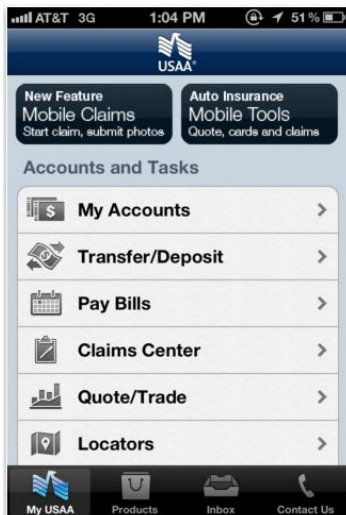 AT&T 3G 1:04 PM 51%
USAA®
New Feature
Mobile Claims
Start claim, submit photos
Auto Insurance
Mobile Tools
Quote, cards and claims
Accounts and Tasks
My Accounts
Transfer/Deposit
Pay Bills
Claims Center
Quote/Trade
Locators
My USAA Products Inbox Contact Us